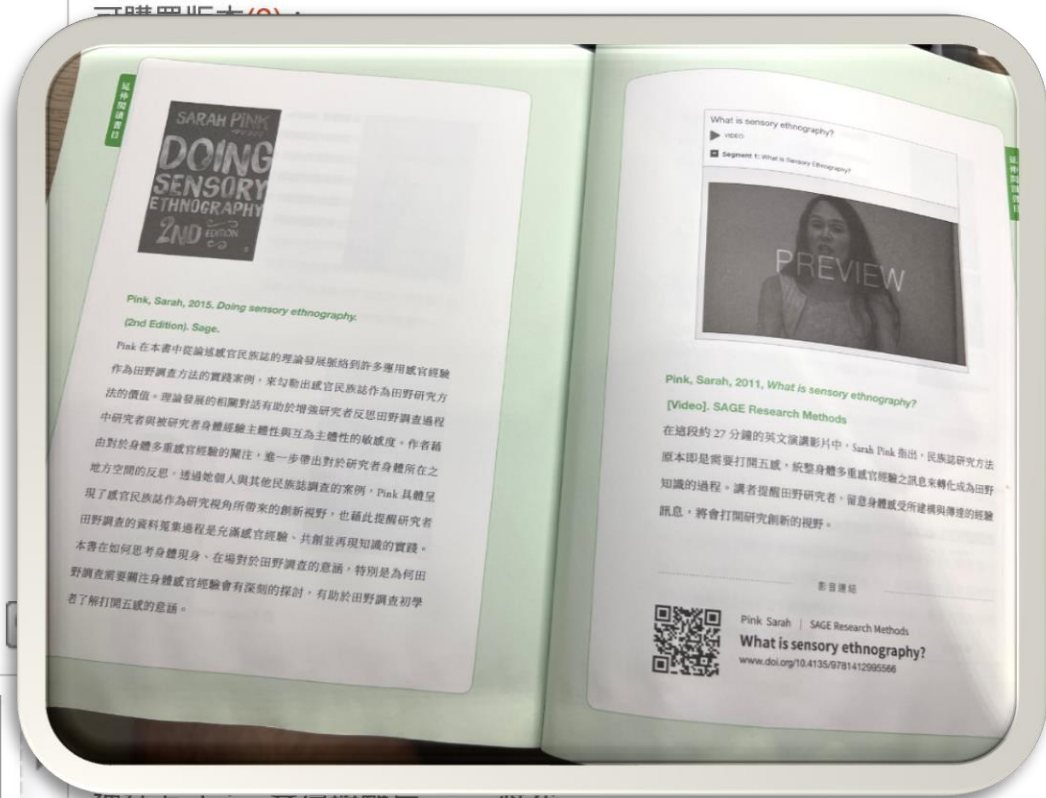 可購買版本(2)：
延伸閱讀書目
SARAH PINK
DOING
SENSORY
ETHNOGRAPHY
2ND EDITION
Pink, Sarah, 2015. Doing sensory ethnography.
(2nd Edition). Sage.
Pink 在本書中從論述感官民族誌的理論發展脈絡到許多運用感官經驗
作為田野調查方法的實踐案例，來勾勒出感官民族誌作為田野研究方
法的價值。理論發展的相關對話有助於增強研究者反思田野調查過程
中研究者與被研究者身體經驗主體性與互為主體性的敏感度。作者藉
由對於身體多重感官經驗的關注，進一步帶出對於研究者身體所在之
地方空間的反思。透過她個人與其他民族誌調查的案例，Pink 具體呈
現了感官民族誌作為研究視角所帶來的創新視野，也藉此提醒研究者
田野調查的資料蒐集過程是充滿感官經驗、共創並再現知識的實踐。
本書在如何思考身體現身、在場對於田野調查的意涵，特別是為何田
野調查需要關注身體感官經驗會有深刻的探討，有助於田野調查初學
者了解打開五感的意涵。
What is sensory ethnography?
VIDEO
Segment 1: What is Sensory Ethnography?
PREVIEW
延伸閱讀書目
Pink, Sarah, 2011, What is sensory ethnography?
[Video]. SAGE Research Methods
在這段約 27 分鐘的英文演講影片中，Sarah Pink 指出，民族誌研究方法
原本即是需要打開五感，統整身體多重感官經驗之訊息來轉化成為田野
知識的過程。講者提醒田野研究者，留意身體感受所建構與傳達的經驗
訊息，將會打開研究創新的視野。
影音連結
Pink Sarah | SAGE Research Methods
What is sensory ethnography?
www.doi.org/10.4135/9781412995566